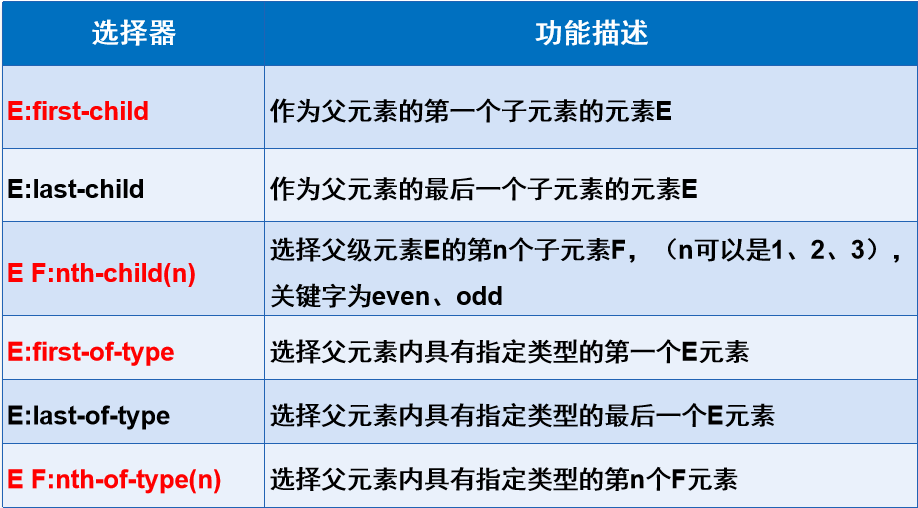 选择器 功能描述
E:first-child 作为父元素的第一个子元素的元素E
E:last-child 作为父元素的最后一个子元素的元素E
E F:nth-child(n) 选择父级元素E的第n个子元素F，（n可以是1、2、3），
关键字为even、odd
E:first-of-type 选择父元素内具有指定类型的第一个E元素
E:last-of-type 选择父元素内具有指定类型的最后一个E元素
E F:nth-of-type(n) 选择父元素内具有指定类型的第n个F元素